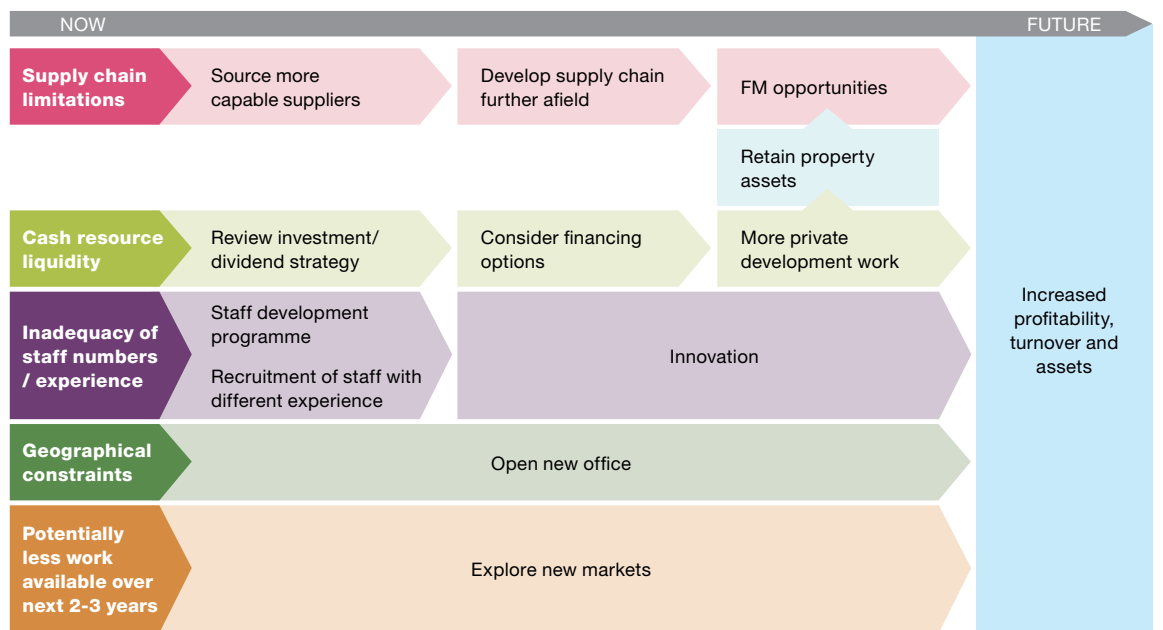 NOW
FUTURE
Supply chain
limitations
Source more
capable suppliers
Develop supply chain
further afield
FM opportunities
Retain property
assets
Cash resource
liquidity
Review investment/
dividend strategy
Consider financing
options
More private
development work
Inadequacy of
staff numbers
/ experience
Staff development
programme
Recruitment of staff with
different experience
Innovation
Geographical
constraints
Open new office
Potentially
less work
available over
next 2-3 years
Explore new markets
Increased
profitability,
turnover and
assets